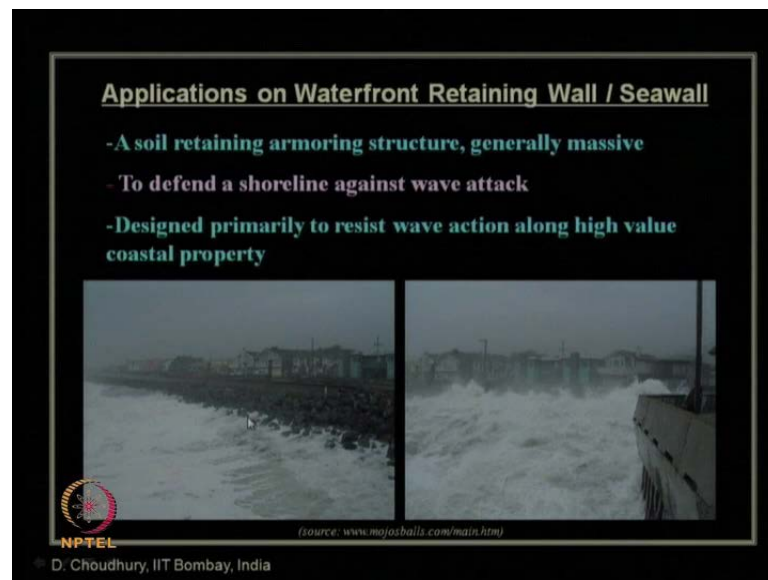 Applications on Waterfront Retaining Wall / Seawall
-A soil retaining armoring structure, generally massive
- To defend a shoreline against wave attack
-Designed primarily to resist wave action along high value
coastal property
(source: www.mojosballs.com/main.htm)
NPTEL
D. Choudhury, IIT Bombay, India